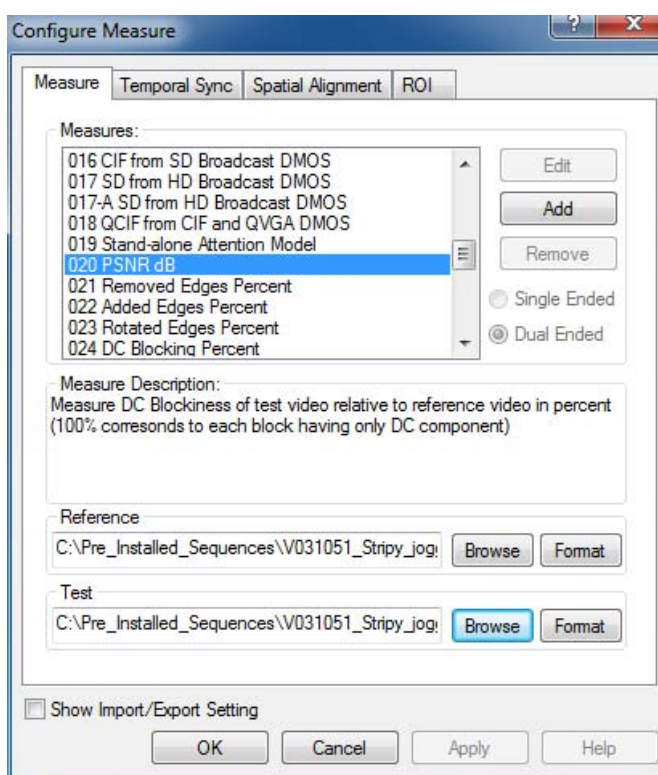 Configure Measure
?
X
Measure
Temporal Sync
Spatial Alignment
ROI
Measures:
016 CIF from SD Broadcast DMOS
017 SD from HD Broadcast DMOS
017-A SD from HD Broadcast DMOS
018 QCIF from CIF and QVGA DMOS
019 Stand-alone Attention Model
020 PSNR dB
021 Removed Edges Percent
022 Added Edges Percent
023 Rotated Edges Percent
024 DC Blocking Percent
Edit
Add
Remove
Single Ended
Dual Ended
Measure Description:
Measure DC Blockiness of test video relative to reference video in percent
(100% corresonds to each block having only DC component)
Reference
C:\Pre_Installed_Sequences\V031051_Stripy_jog
Browse
Format
Test
C:\Pre_Installed_Sequences\V031051_Stripy_jog
Browse
Format
Show Import/Export Setting
OK
Cancel
Apply
Help